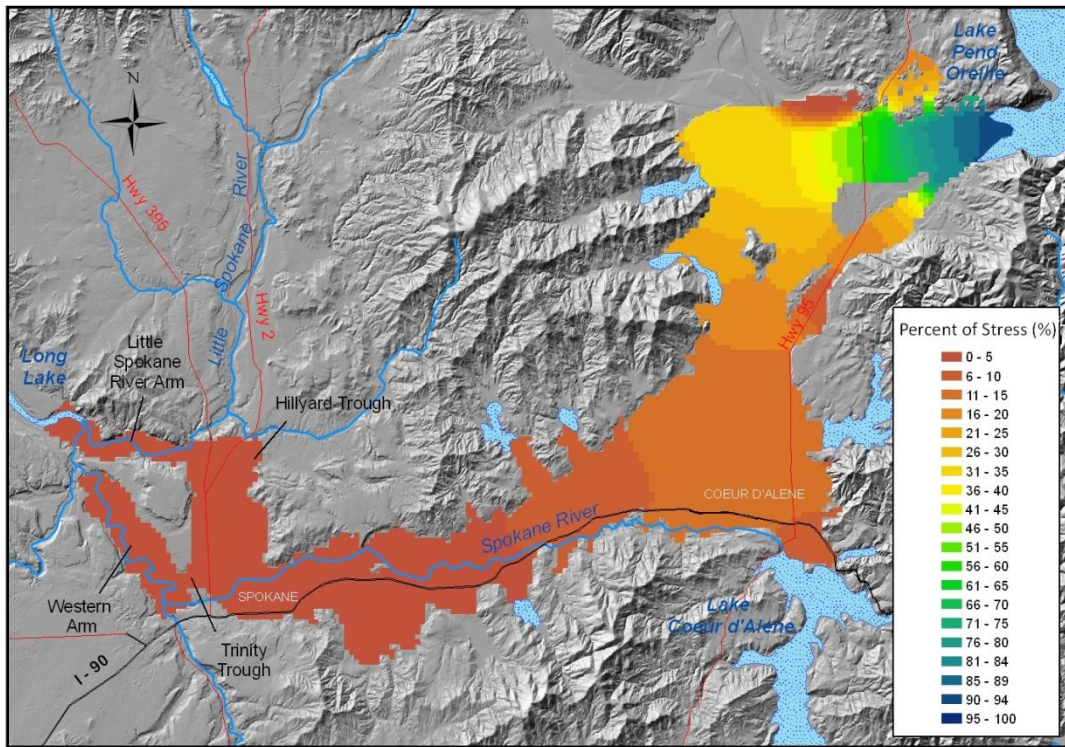 Lake
Pend
Oreille
N
Hwy 395
Little Spokane River
Hwy 2
Hwy 95
Long
Lake
Little
Spokane
River Arm
Hillyard Trough
COEUR D'ALENE
Spokane River
SPOKANE
Western
Arm
Trinity
Trough
I - 90
Lake
Coeur d'Alene
Percent of Stress (%)
0 - 5
6 - 10
11 - 15
16 - 20
21 - 25
26 - 30
31 - 35
36 - 40
41 - 45
46 - 50
51 - 55
56 - 60
61 - 65
66 - 70
71 - 75
76 - 80
81 - 84
85 - 89
90 - 94
95 - 100